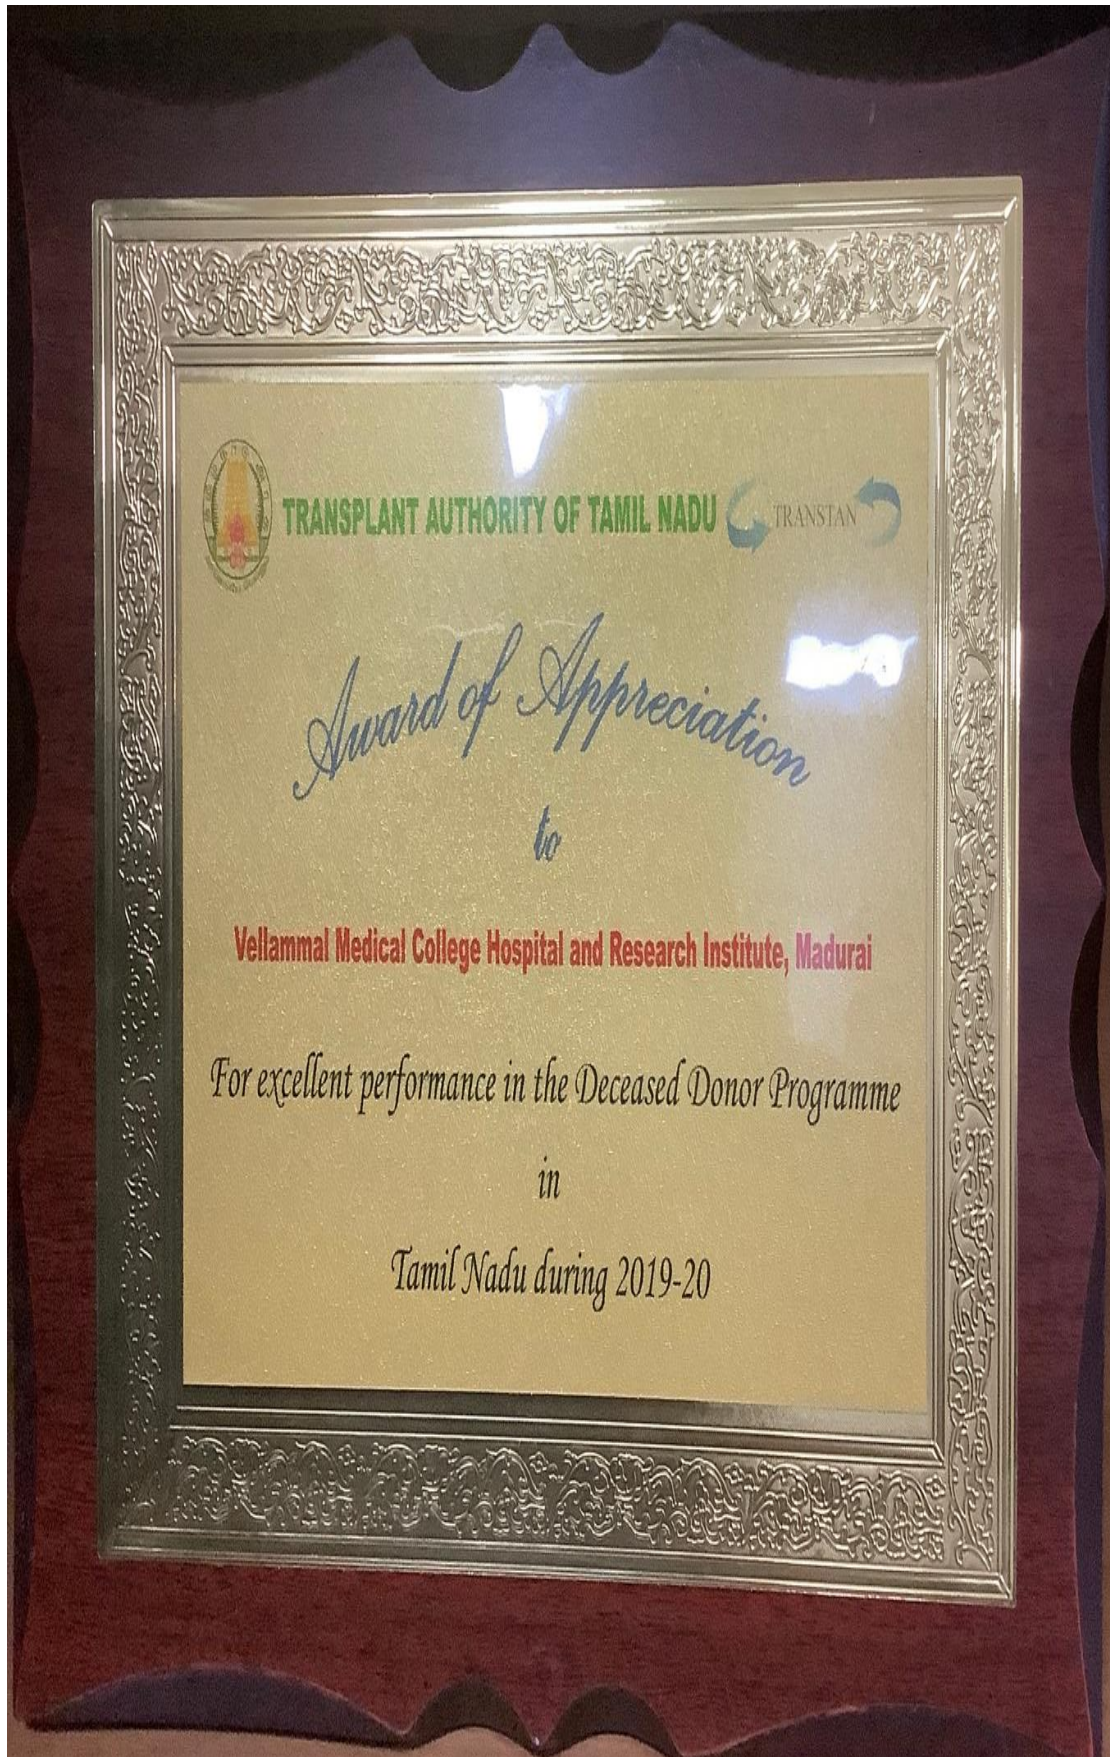 TRANSPLANT AUTHORITY OF TAMIL NADU TRANSTAN
Award of Appreciation
to
Vellammal Medical College Hospital and Research Institute, Madurai
For excellent performance in the Deceased Donor Programme
in
Tamil Nadu during 2019-20